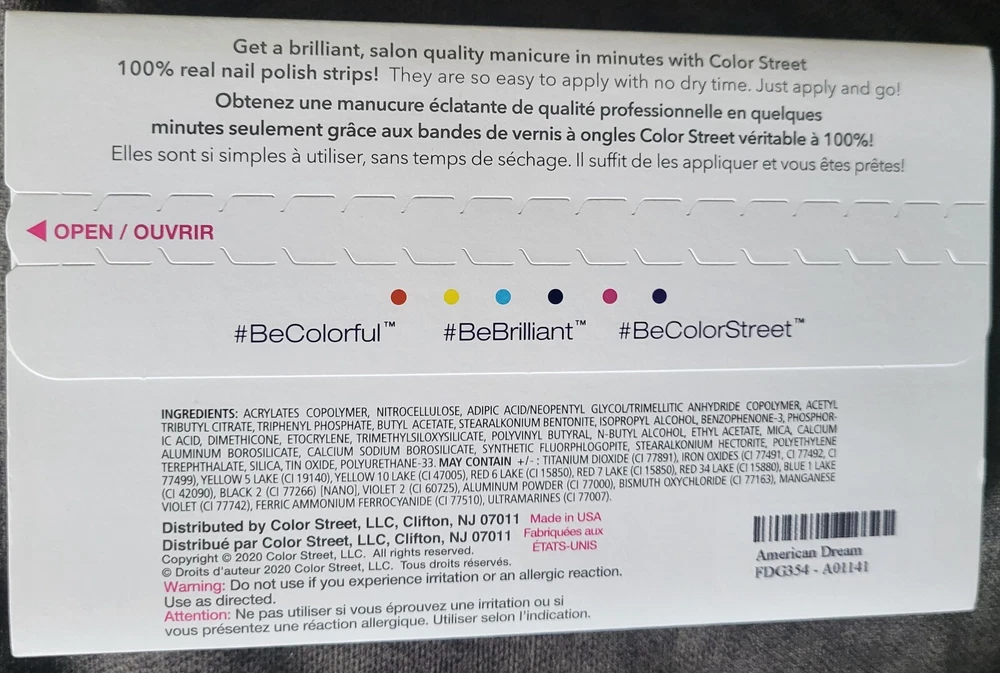 Get a brilliant, salon quality manicure in minutes with Color Street
100% real nail polish strips! They are so easy to apply with no dry time. Just apply and go!
Obtenez une manucure éclatante de qualité professionnelle en quelques
minutes seulement grâce aux bandes de vernis à ongles Color Street véritable à 100%!
Elles sont si simples à utiliser, sans temps de séchage. Il suffit de les appliquer et vous êtes prêtes!
OPEN / OUVRIR
#BeColorful™ #BeBrilliant™ #BeColorStreet™
INGREDIENTS: ACRYLATES COPOLYMER, NITROCELLULOSE, ADIPIC ACID/NEOPENTYL GLYCOL/TRIMELLITIC ANHYDRIDE COPOLYMER, ACETYL
TRIBUTYL CITRATE, TRIPHENYL PHOSPHATE, BUTYL ACETATE, STEARALKONIUM BENTONITE, ISOPROPYL ALCOHOL, BENZOPHENONE-3, PHOSPHOR-
IC ACID, DIMETHICONE, ETOCRYLENE, TRIMETHYLSILOXYSILICATE, POLYVINYL BUTYRAL, N-BUTYL ALCOHOL, ETHYL ACETATE, MICA, CALCIUM
ALUMINUM BOROSILICATE, CALCIUM SODIUM BOROSILICATE, SYNTHETIC FLUORPHLOGOPITE, STEARALKONIUM HECTORITE, POLYETHYLENE
TEREPHTHALATE, SILICA, TIN OXIDE, POLYURETHANE-33. MAY CONTAIN +/- : TITANIUM DIOXIDE (CI 77891), IRON OXIDES (CI 77491, CI 77492, CI
77499), YELLOW 5 LAKE (CI 19140), YELLOW 10 LAKE (CI 47005), RED 6 LAKE (CI 15850), RED 7 LAKE (CI 15850), RED 34 LAKE (CI 15880), BLUE 1 LAKE
(CI 42090), BLACK 2 (CI 77266) [NANO], VIOLET 2 (CI 60725), ALUMINUM POWDER (CI 77000), BISMUTH OXYCHLORIDE (CI 77163), MANGANESE
VIOLET (CI 77742), FERRIC AMMONIUM FERROCYANIDE (CI 77510), ULTRAMARINES (CI 77007).
Distributed by Color Street, LLC, Clifton, NJ 07011
Distribué par Color Street, LLC, Clifton, NJ 07011
Copyright © 2020 Color Street, LLC. All rights reserved.
© Droits d'auteur 2020 Color Street, LLC. Tous droits réservés.
Made in USA
Fabriquées aux
ÉTATS-UNIS
Warning: Do not use if you experience irritation or an allergic reaction.
Use as directed.
Attention: Ne pas utiliser si vous éprouvez une irritation ou si
vous présentez une réaction allergique. Utiliser selon l'indication.
American Dream
FDG354 - A01141